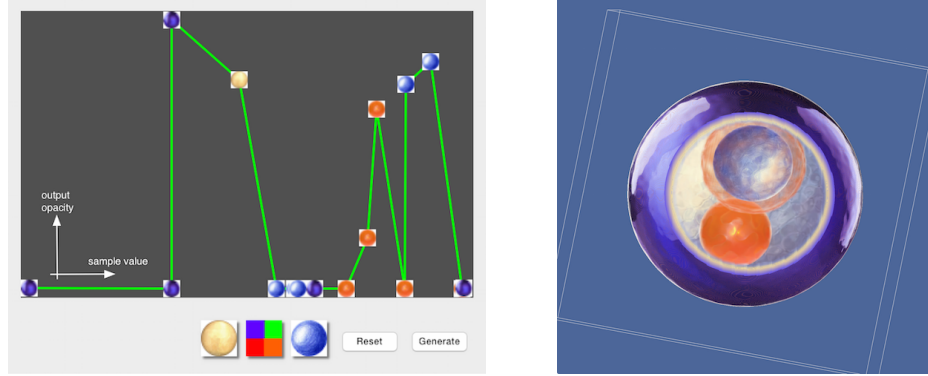 output
opacity
sample value
Reset
Generate